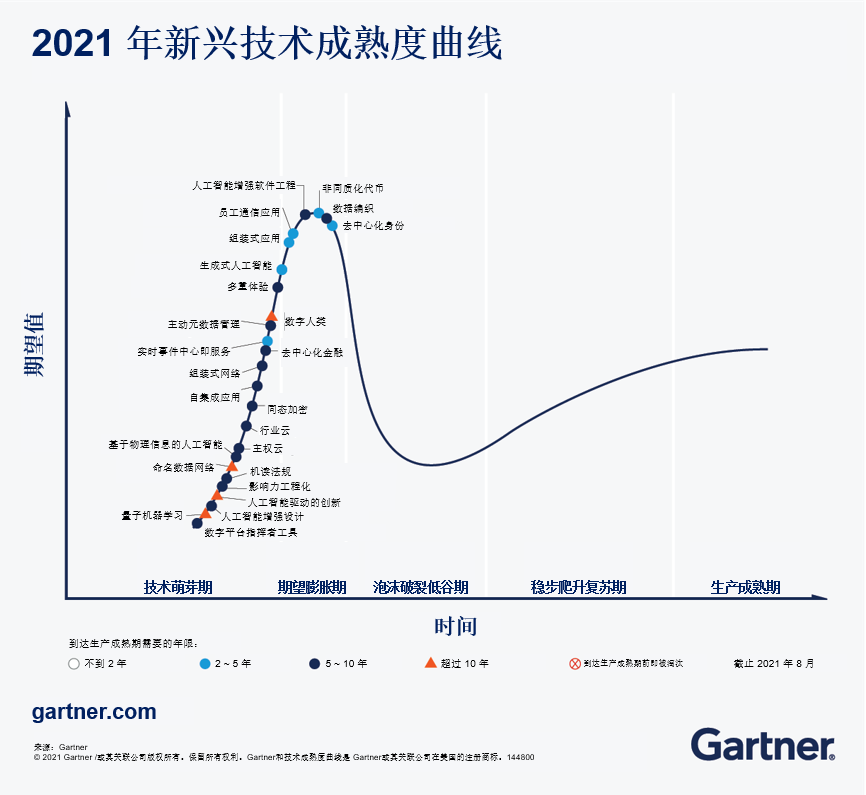 2021 年新兴技术成熟度曲线
期望值
人工智能增强软件工程
非同质化代币
员工通信应用
数据编织
组装式应用
去中心化身份
生成式人工智能
多重体验
主动元数据管理
数字人类
实时事件中心即服务
去中心化金融
组装式网络
自集成应用
同态加密
行业云
基于物理信息的人工智能
主权云
命名数据网络
机读法规
影响力工程化
人工智能驱动的创新
量子机器学习
人工智能增强设计
数字平台指挥者工具
技术萌芽期
期望膨胀期
泡沫破裂低谷期
稳步爬升复苏期
生产成熟期
时间
到达生产成熟期需要的年限:
不到 2 年
2 ~ 5 年
5 ~ 10 年
超过 10 年
到达生产成熟期前即被淘汰
截止 2021 年 8 月
gartner.com
来源: Gartner
© 2021 Gartner /或其关联公司版权所有。保留所有权利。Gartner和技术成熟度曲线是 Gartner或其关联公司在美国的注册商标。144800
Gartner®